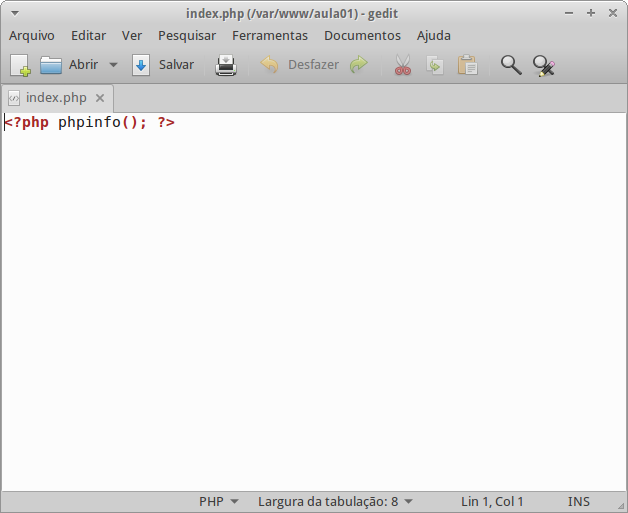 index.php (/var/www/aula01) - gedit
Arquivo Editar Ver Pesquisar Ferramentas Documentos Ajuda
Abrir Salvar Desfazer
index.php
<?php phpinfo(); ?>
PHP Largura da tabulação: 8 Lin 1, Col 1 INS